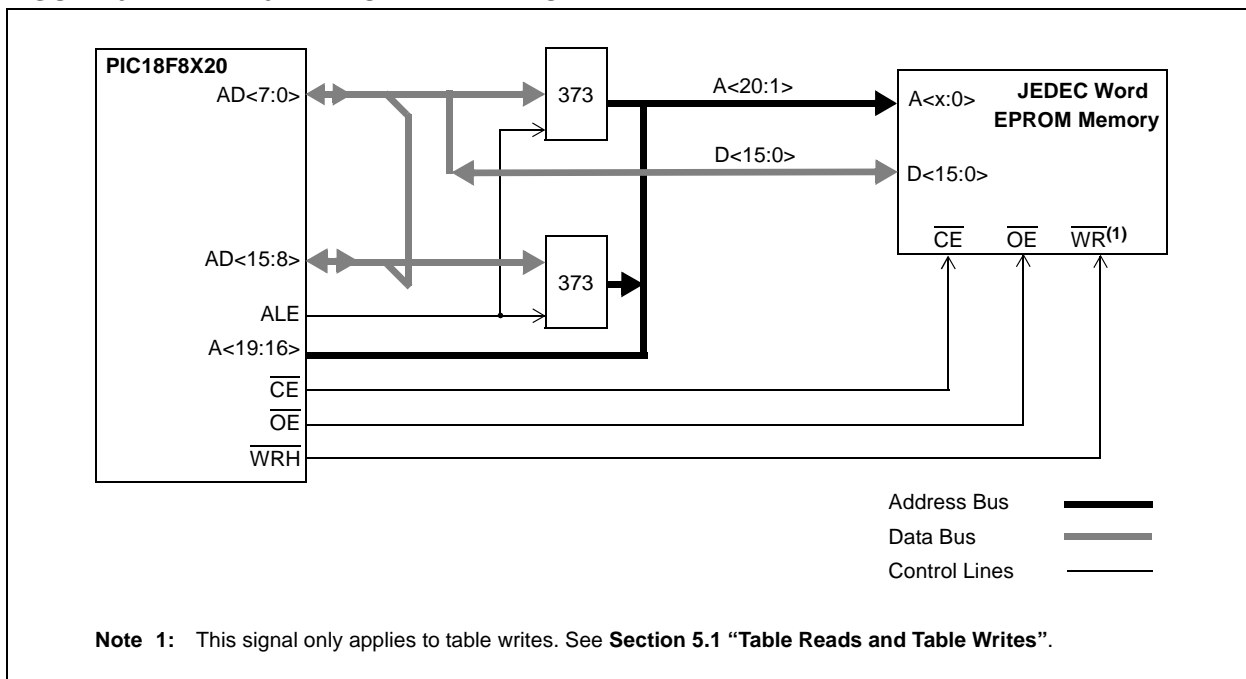 PIC18F8X20
AD<7:0>
373
A<20:1>
A<x:0>
JEDEC Word
EPROM Memory
D<15:0>
D<15:0>
CE OE WR(1)
AD<15:8>
373
ALE
A<19:16>
CE
OE
WRH
Address Bus
Data Bus
Control Lines
Note 1: This signal only applies to table writes. See Section 5.1 “Table Reads and Table Writes”.